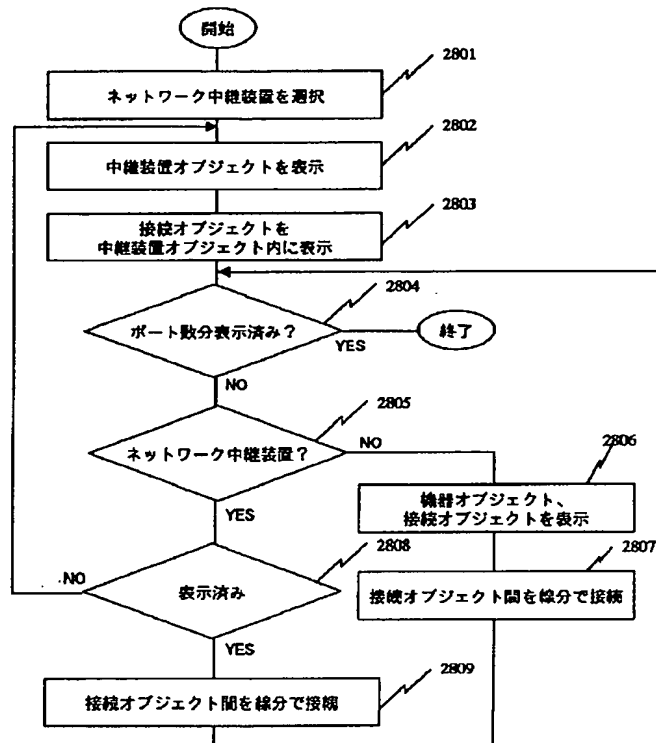 開始
2801
ネットワーク中継装置を選択
2802
中継装置オブジェクトを表示
2803
接続オブジェクトを
中継装置オブジェクト内に表示
2804
ポート数分表示済み?
YES
終了
NO
2805
ネットワーク中継装置?
NO
2806
機器オブジェクト、
接続オブジェクトを表示
YES
2808
2807
NO
表示済み
接続オブジェクト間を線分で接続
YES
2809
接続オブジェクト間を線分で接続